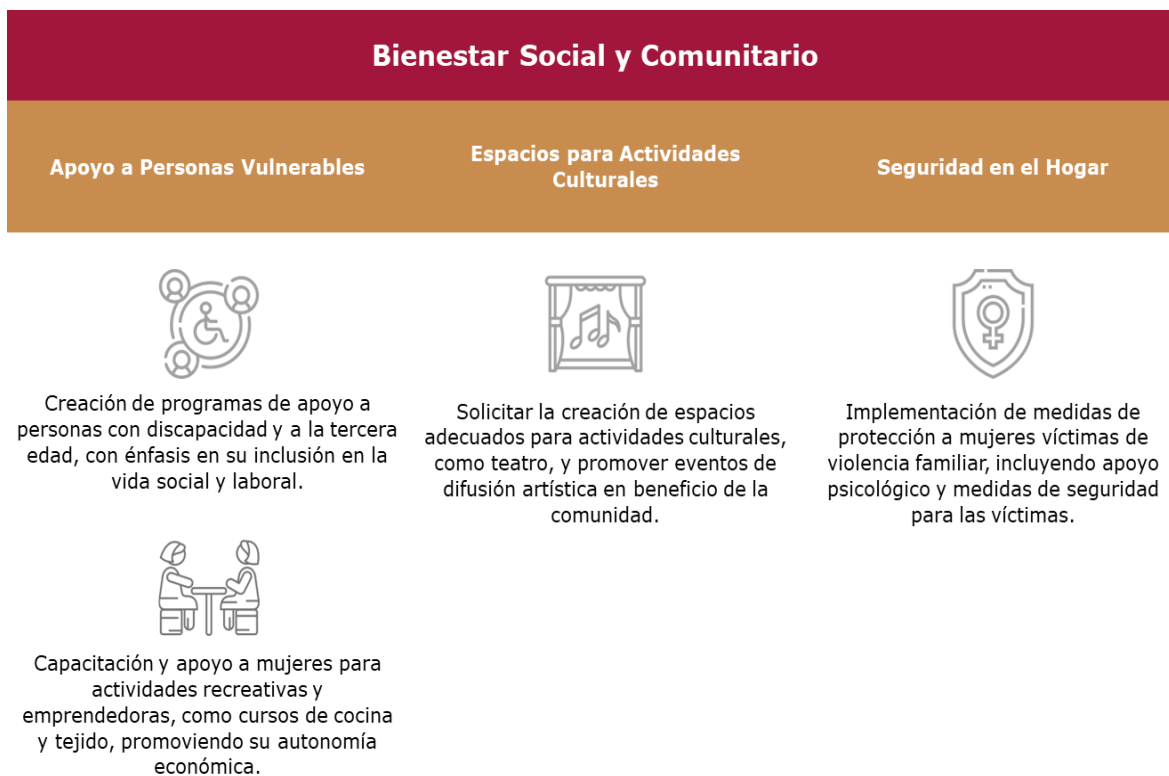 Bienestar Social y Comunitario
Apoyo a Personas Vulnerables
Espacios para Actividades
Culturales
Seguridad en el Hogar
Creación de programas de apoyo a
personas con discapacidad y a la tercera
edad, con énfasis en su inclusión en la
vida social y laboral.
Capacitación y apoyo a mujeres para
actividades recreativas y
emprendedoras, como cursos de cocina
y tejido, promoviendo su autonomía
económica.
Solicitar la creación de espacios
adecuados para actividades culturales,
como teatro, y promover eventos de
difusión artística en beneficio de la
comunidad.
Implementación de medidas de
protección a mujeres víctimas de
violencia familiar, incluyendo apoyo
psicológico y medidas de seguridad
para las víctimas.